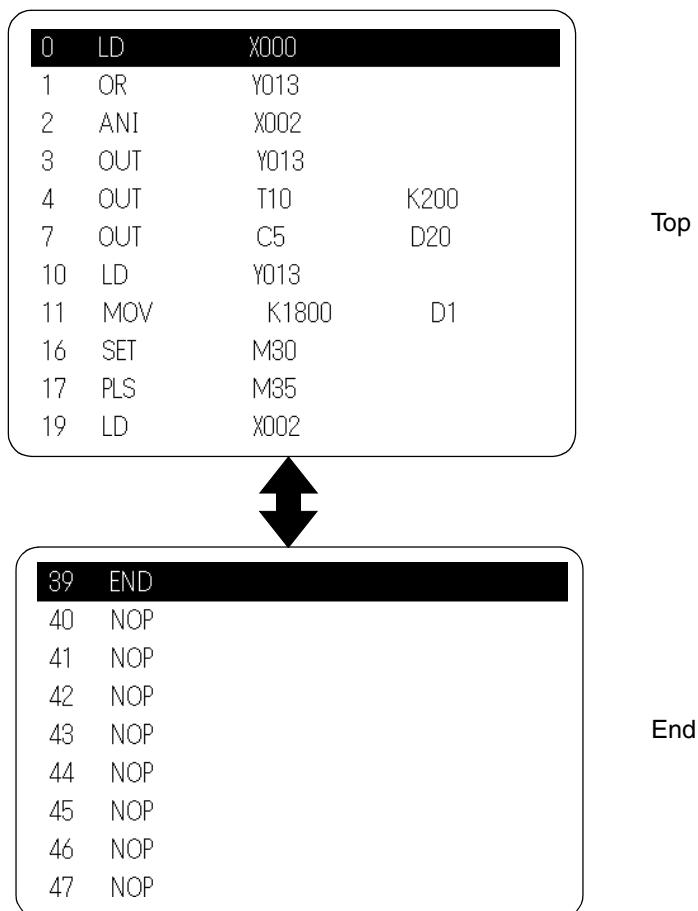 0 LD X000
1 OR Y013
2 ANI X002
3 OUT Y013
4 OUT T10 K200
7 OUT C5 D20
10 LD Y013
11 MOV K1800 D1
16 SET M30
17 PLS M35
19 LD X002
Top
39 END
40 NOP
41 NOP
42 NOP
43 NOP
44 NOP
45 NOP
46 NOP
47 NOP
End